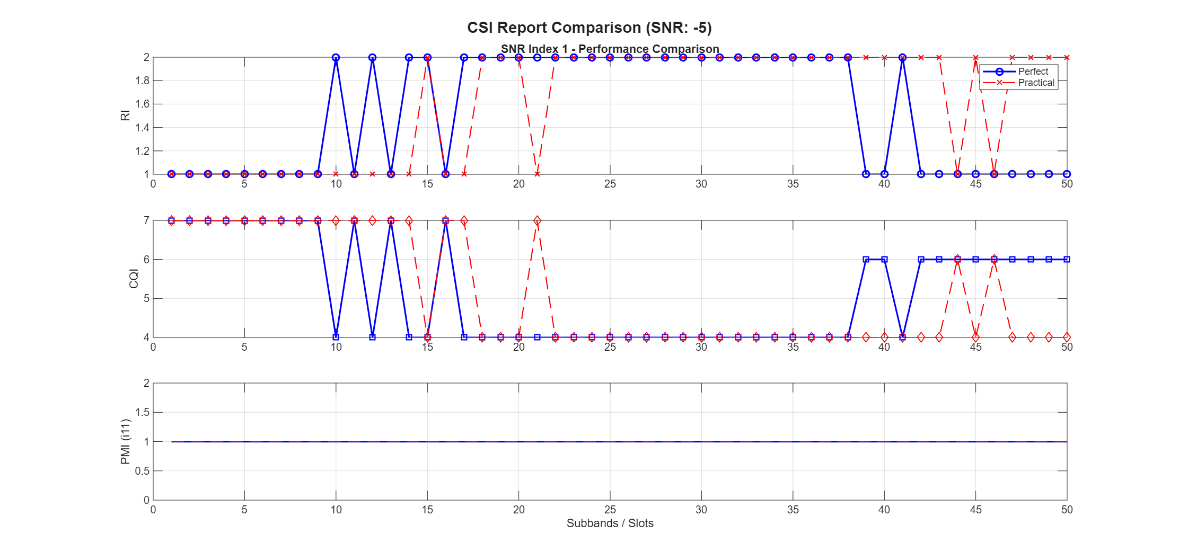 CSI Report Comparison (SNR: -5)
SNR Index 1 - Performance Comparison
2
1.8
1.6
1.4
1.2
1
RI
Perfect
Practical
0 5 10 15 20 25 30 35 40 45 50
7
6
5
4
CQI
0 5 10 15 20 25 30 35 40 45 50
2
1.5
1
0.5
0
PMI (i11)
0 5 10 15 20 25 30 35 40 45 50
Subbands / Slots